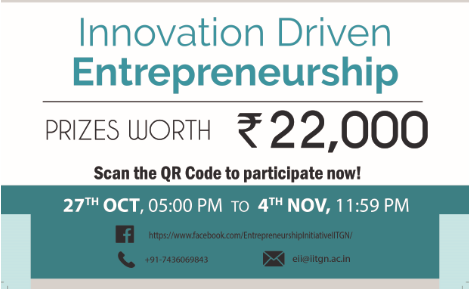 Innovation Driven
Entrepreneurship
PRIZES WORTH ₹22,000
Scan the QR Code to participate now!
27TH OCT, 05:00 PM TO 4TH NOV, 11:59 PM
https://www.facebook.com/EntrepreneurshipInitiativeIITGN/
+91-7436069843
eii@iitgn.ac.in